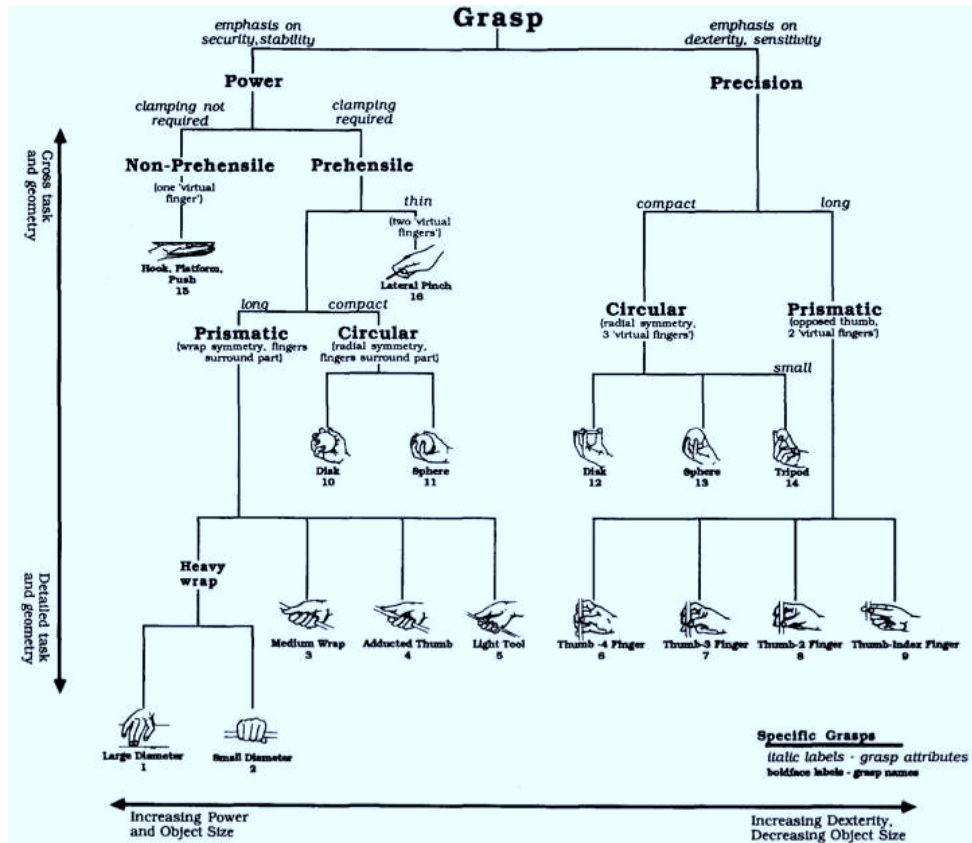 Grasp
emphasis on
security, stability
emphasis on
dexterity, sensitivity
Power
Precision
clamping not
required
clamping
required
Non-Prehensile
(one 'virtual
finger')
Prehensile
Gross task
and geometry
thin
(two 'virtual
fingers')
compact
long
Hook, Platform,
Push
15
Lateral Pinch
16
long
compact
Prismatic
(wrap symmetry, fingers
surround part)
Circular
(radial symmetry,
fingers surround part)
Circular
(radial symmetry,
3 'virtual fingers')
Prismatic
(opposed thumb,
2 'virtual fingers')
small
Disk
10
Sphere
11
Disk
12
Sphere
13
Tripod
14
Heavy
wrap
Detailed task
and geometry
Medium Wrap
3
Adducted Thumb
4
Light Tool
5
Thumb -4 Finger
6
Thumb-3 Finger
7
Thumb-2 Finger
8
Thumb-Index Finger
9
Large Diameter
1
Small Diameter
2
Specific Grasps
italic labels - grasp attributes
boldface labels - grasp names
Increasing Power
and Object Size
Increasing Dexterity,
Decreasing Object Size